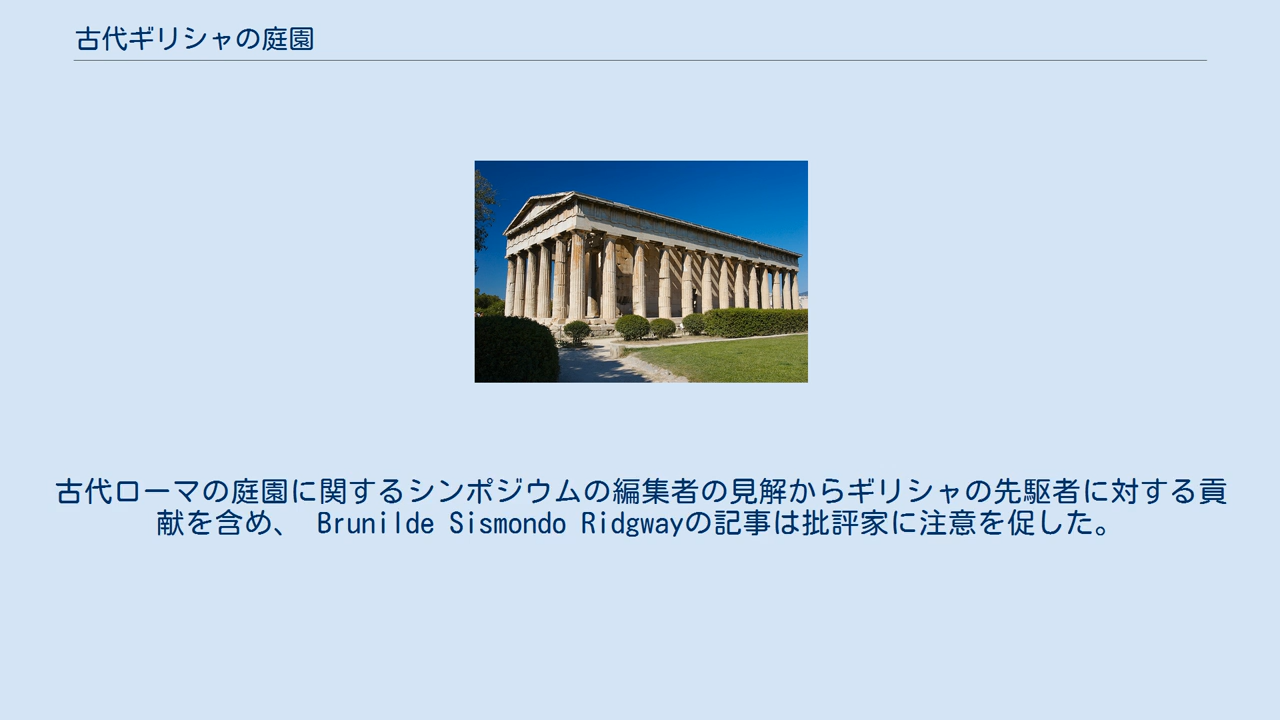 古代ギリシャの庭園
古代ローマの庭園に関するシンポジウムの編集者の見解からギリシャの先駆者に対する貢
献を含め、 Brunilde Sismondo Ridgwayの記事は批評家に注意を促した。